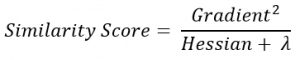 Similarity Score = Gradient² / Hessian + λ